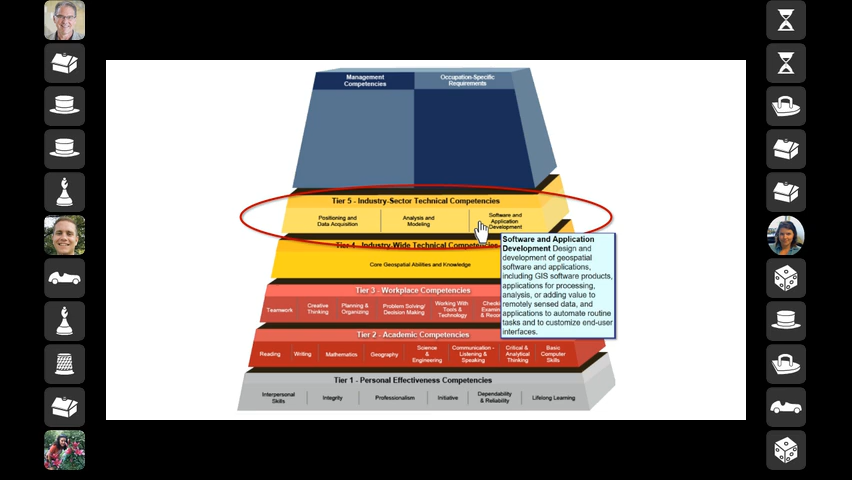 Management
Competencies
Occupation-Specific
Requirements
Tier 5 - Industry-Sector Technical Competencies
Positioning and
Data Acquisition
Analysis and
Modeling
Software and
Application
Development
Tier 4 - Industry-Wide Technical Competencies
Core Geospatial Abilities and Knowledge
Software and Application
Development Design and
development of geospatial
software and applications,
including GIS software products,
applications for processing,
analysis, or adding value to
remotely sensed data, and
applications to automate routine
tasks and to customize end-user
interfaces.
Tier 3 - Workplace Competencies
Teamwork
Creative
Thinking
Planning &
Organizing
Problem Solving/
Decision Making
Working With
Tools &
Technology
Tier 2 - Academic Competencies
Reading
Writing
Mathematics
Geography
Science
&
Engineering
Communication -
Listening &
Speaking
Critical &
Analytical
Thinking
Basic
Computer
Skills
Tier 1 - Personal Effectiveness Competencies
Interpersonal
Skills
Integrity
Professionalism
Initiative
Dependability
& Reliability
Lifelong Learning